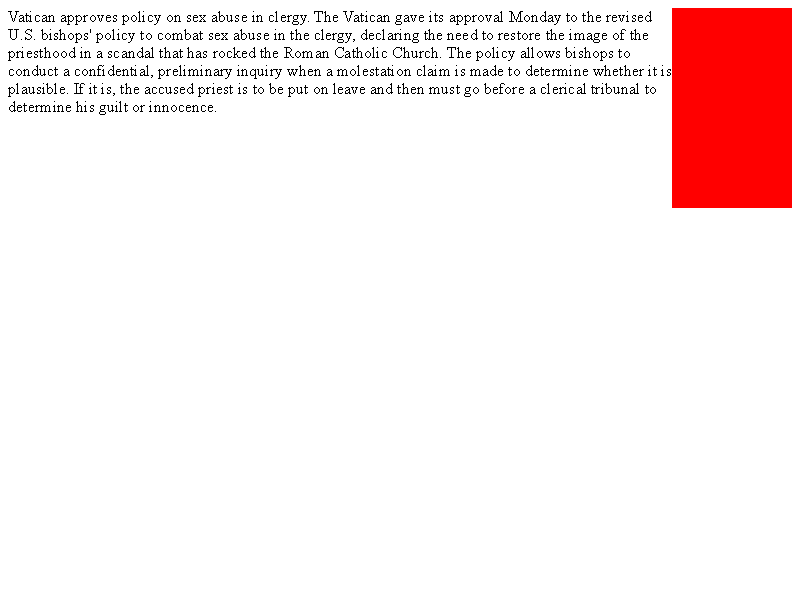 Vatican approves policy on sex abuse in clergy. The Vatican gave its approval Monday to the revised
U.S. bishops' policy to combat sex abuse in the clergy, declaring the need to restore the image of the
priesthood in a scandal that has rocked the Roman Catholic Church. The policy allows bishops to
conduct a confidential, preliminary inquiry when a molestation claim is made to determine whether it is
plausible. If it is, the accused priest is to be put on leave and then must go before a clerical tribunal to
determine his guilt or innocence.